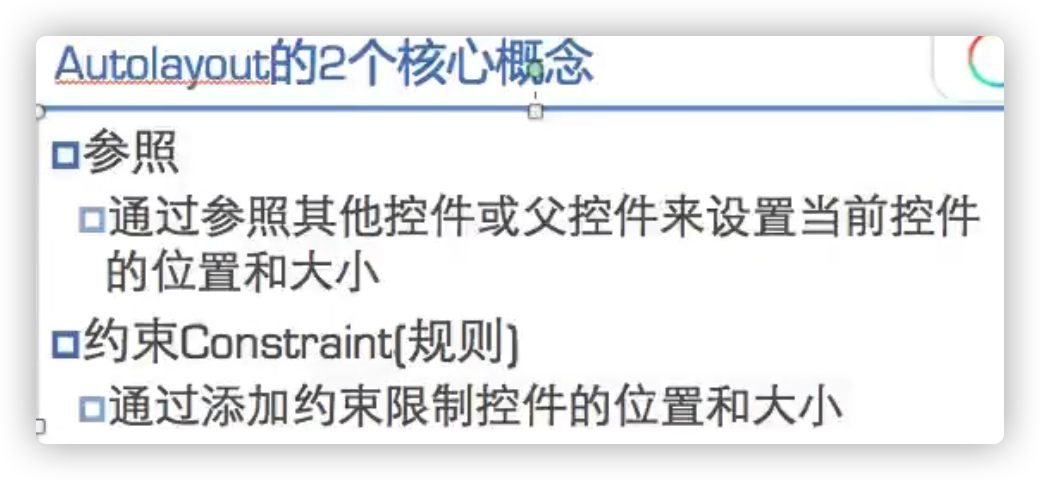 Autolayout的2个核心概念
参照
通过参照其他控件或父控件来设置当前控件
的位置和大小
约束Constraint(规则)
通过添加约束限制控件的位置和大小